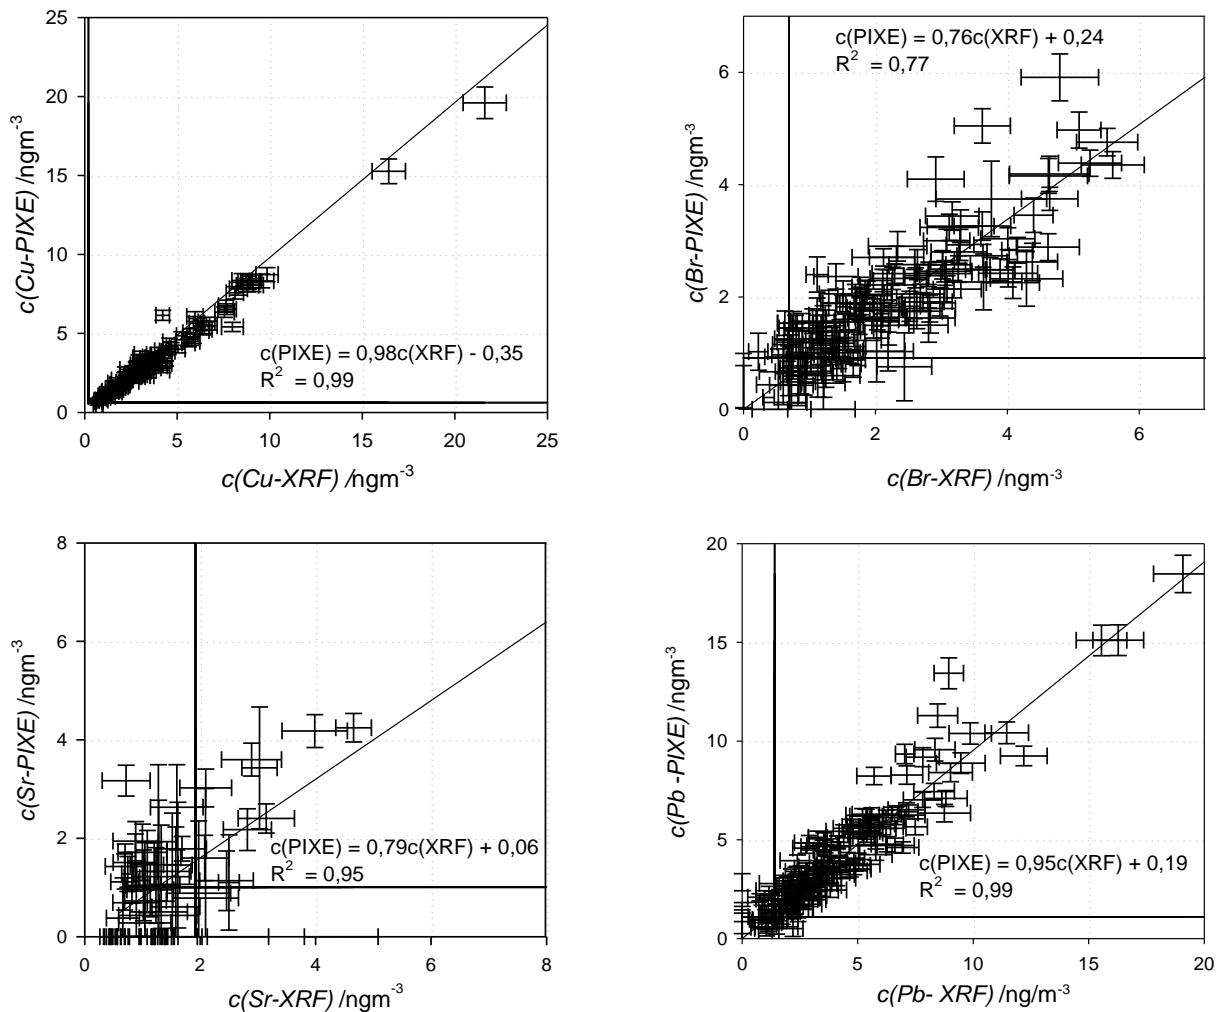 25
20
15
10
5
0
c(Cu-PIXE) /ngm⁻³
c(PIXE) = 0,98c(XRF) - 0,35
R² = 0,99
0 5 10 15 20 25
c(Cu-XRF) /ngm⁻³
6
4
2
0
c(Br-PIXE) /ngm⁻³
c(PIXE) = 0,76c(XRF) + 0,24
R² = 0,77
0 2 4 6
c(Br-XRF) /ngm⁻³
8
6
4
2
0
c(Sr-PIXE) /ngm⁻³
c(PIXE) = 0,79c(XRF) + 0,06
R² = 0,95
0 2 4 6 8
c(Sr-XRF) /ngm⁻³
20
15
10
5
0
c(Pb -PIXE) /ngm⁻³
c(PIXE) = 0,95c(XRF) + 0,19
R² = 0,99
0 5 10 15 20
c(Pb- XRF) /ng/m⁻³